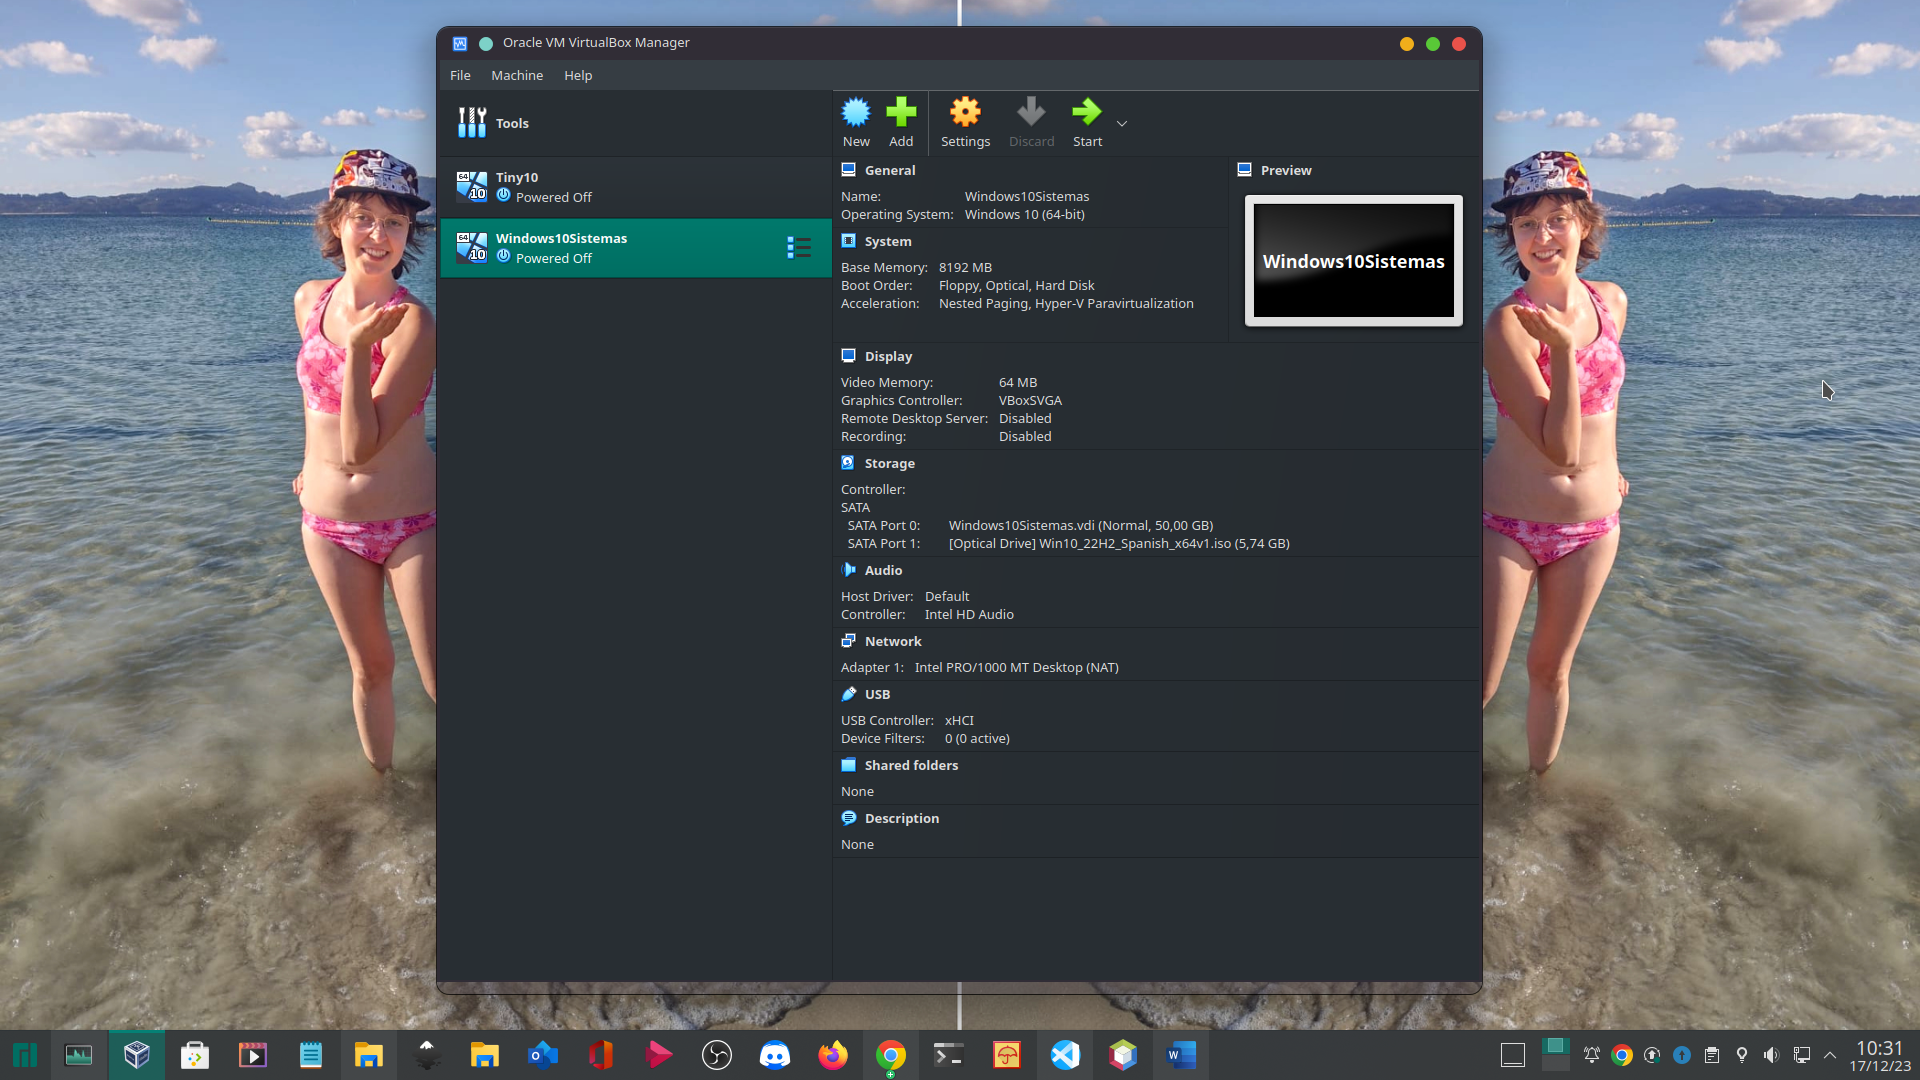 Oracle VM VirtualBox Manager
File Machine Help
Tools
New Add Settings Discard Start
Tiny10
Powered Off
Windows10Sistemas
Powered Off
General
Name: Windows10Sistemas
Operating System: Windows 10 (64-bit)
Preview
Windows10Sistemas
System
Base Memory: 8192 MB
Boot Order: Floppy, Optical, Hard Disk
Acceleration: Nested Paging, Hyper-V Paravirtualization
Display
Video Memory: 64 MB
Graphics Controller: VBoxSVGA
Remote Desktop Server: Disabled
Recording: Disabled
Storage
Controller:
SATA
SATA Port 0: Windows10Sistemas.vdi (Normal, 50,00 GB)
SATA Port 1: [Optical Drive] Win10_22H2_Spanish_x64v1.iso (5,74 GB)
Audio
Host Driver: Default
Controller: Intel HD Audio
Network
Adapter 1: Intel PRO/1000 MT Desktop (NAT)
USB
USB Controller: xHCI
Device Filters: 0 (0 active)
Shared folders
None
Description
None
10:31
17/12/23